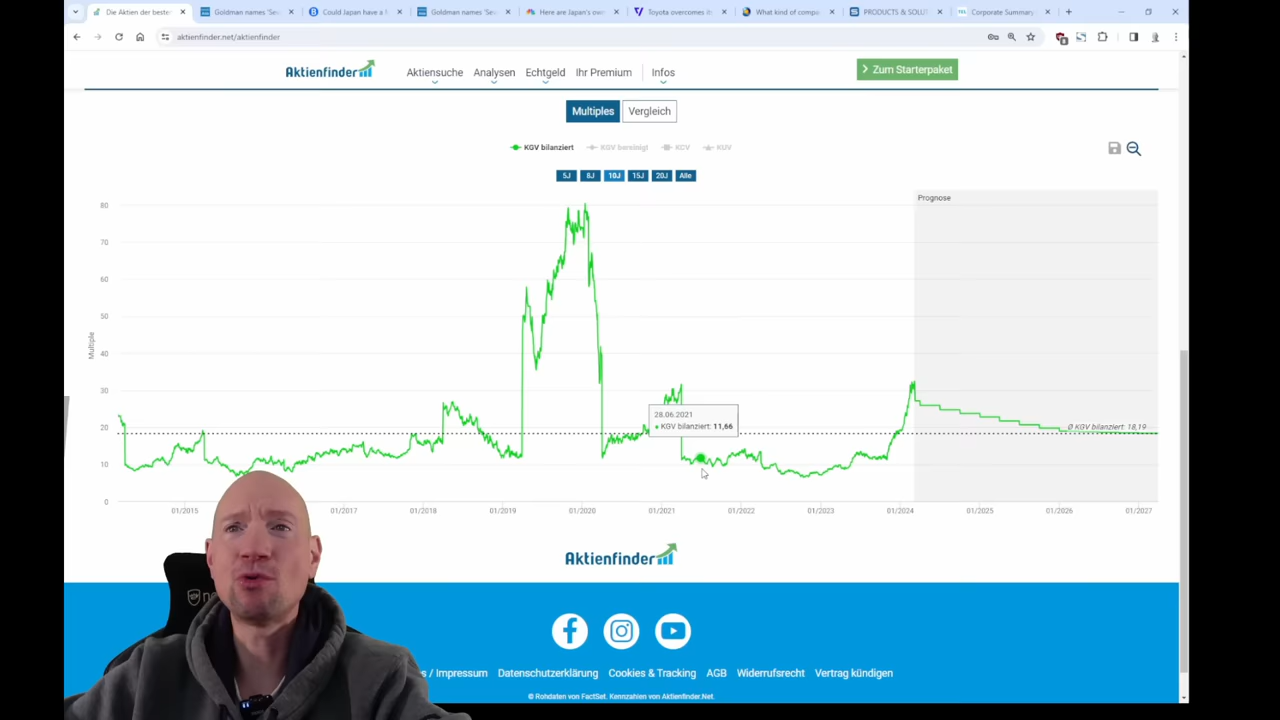 Die Aktien der bester
Goldman names 'Sev
Could Japan have a M
Goldman names 'Sev
Here are Japan's ow
Toyota overcomes it
What kind of compa
PRODUCTS & SOLUT
TEL Corporate Summary
aktienfinder.net/aktienfinder
Aktienfinder
Aktiensuche
Analysen
Echtgeld
Ihr Premium
Infos
Zum Starterpaket
Multiples
Vergleich
KGV bilanziert
KGV bereinigt
KCV
KUV
5J
8J
10J
15J
20J
Alle
Prognose
Multiple
80
70
60
50
40
30
20
10
0
28.06.2021
KGV bilanziert: 11,66
Ø KGV bilanziert: 18,19
01/2015
01/2017
01/2018
01/2019
01/2020
01/2021
01/2022
01/2023
01/2024
01/2025
01/2026
01/2027
Aktienfinder
s / Impressum
Datenschutzerklärung
Cookies & Tracking
AGB
Widerrufsrecht
Vertrag kündigen
© Rohdaten von FactSet. Kennzahlen von Aktienfinder.Net.